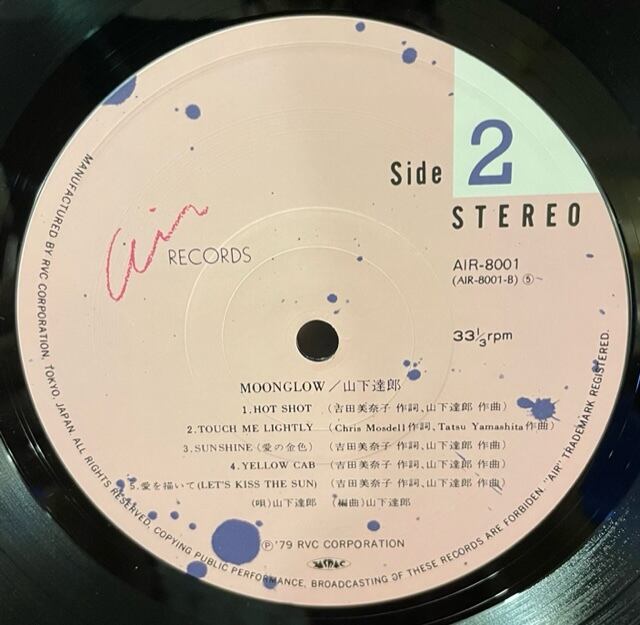 Side 2
STEREO
Air RECORDS
AIR-8001
(AIR-8001-B) ⑤
33⅓rpm
MOONGLOW/山下達郎
1.HOT SHOT (吉田美奈子 作詞、山下達郎 作曲)
2.TOUCH ME LIGHTLY (Chris Mosdell作詞、Tatsu Yamashita作曲)
3.SUNSHINE (愛の金色) (吉田美奈子 作詞、山下達郎 作曲)
4.YELLOW CAB (吉田美奈子 作詞、山下達郎 作曲)
5.愛を描いて(LET'S KISS THE SUN) (吉田美奈子 作詞、山下達郎 作曲)
(唄)山下達郎 (編曲)山下達郎
Ⓟ'79 RVC CORPORATION
JASRAC
MANUFACTURED BY RVC CORPORATION, TOKYO, JAPAN. ALL RIGHTS RESERVED. COPYING PUBLIC PERFORMANCE, BROADCASTING OF THESE RECORDS ARE FORBIDDEN. "AIR" TRADEMARK REGISTERED.